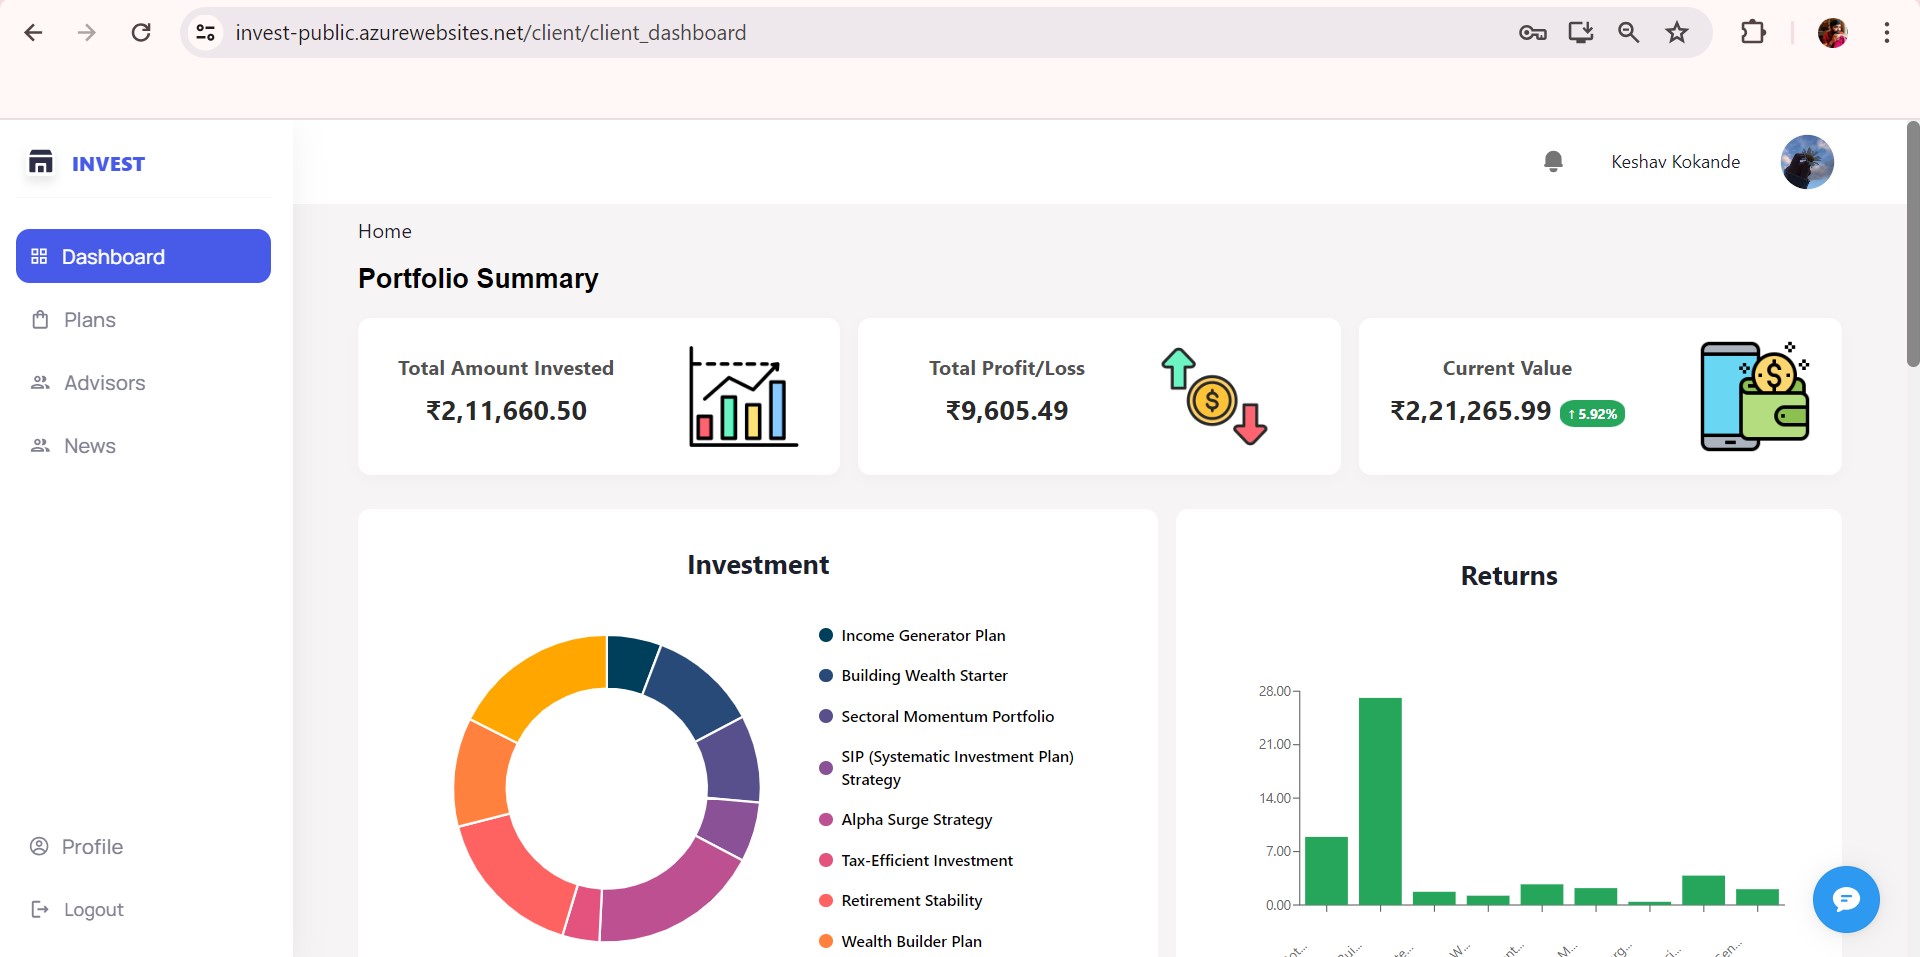 invest-public.azurewebsites.net/client/client_dashboard
INVEST
Keshav Kokande
Dashboard
Plans
Advisors
News
Profile
Logout
Home
Portfolio Summary
Total Amount Invested
₹2,11,660.50
Total Profit/Loss
₹9,605.49
Current Value
₹2,21,265.99 ↑ 5.92%
Investment
Income Generator Plan
Building Wealth Starter
Sectoral Momentum Portfolio
SIP (Systematic Investment Plan)
Strategy
Alpha Surge Strategy
Tax-Efficient Investment
Retirement Stability
Wealth Builder Plan
Returns
28.00
21.00
14.00
7.00
0.00